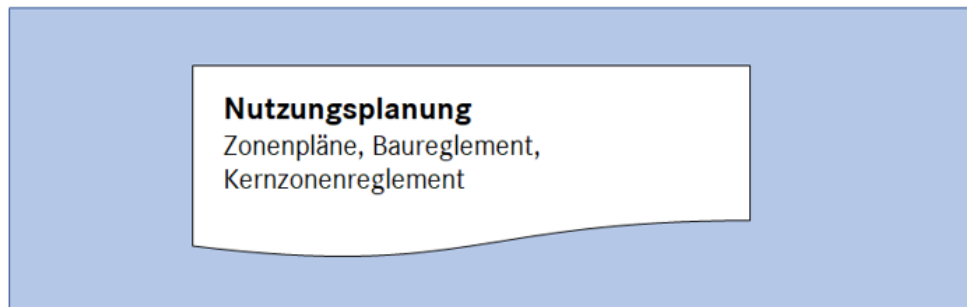 Nutzungsplanung
Zonenpläne, Baureglement,
Kernzonenreglement